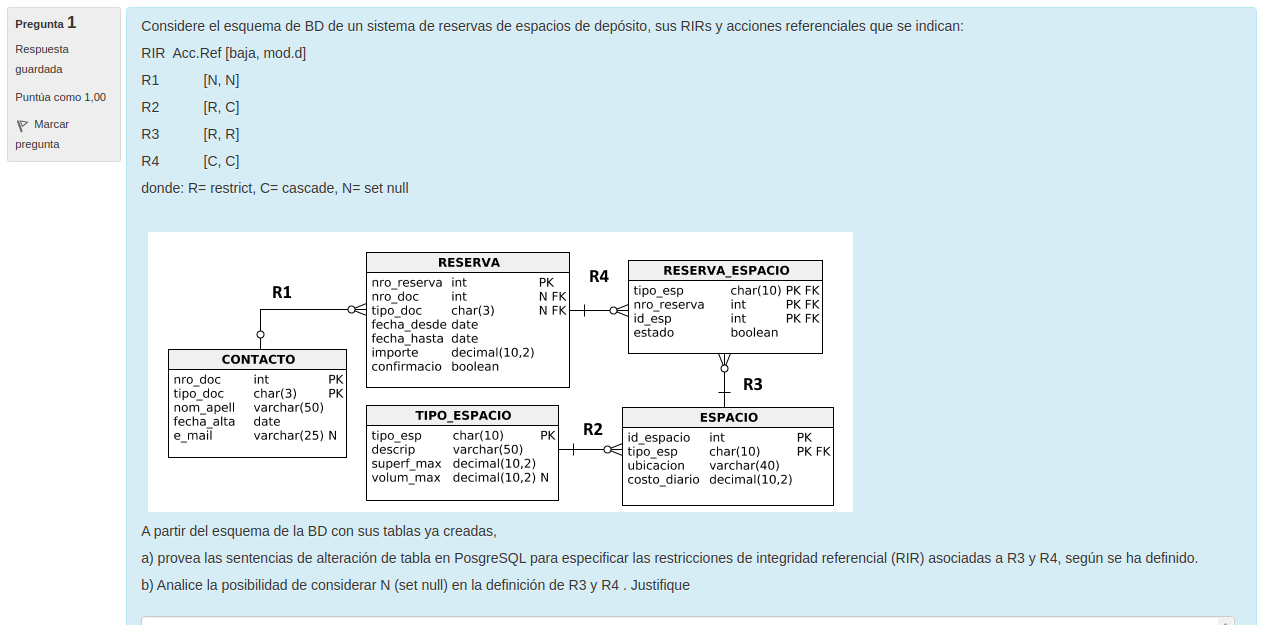 Pregunta 1
Respuesta
guardada
Puntúa como 1,00
Marcar
pregunta
Considere el esquema de BD de un sistema de reservas de espacios de depósito, sus RIRs y acciones referenciales que se indican:
RIR Acc.Ref [baja, mod.d]
R1 [N, N]
R2 [R, C]
R3 [R, R]
R4 [C, C]
donde: R= restrict, C= cascade, N= set null
RESERVA
nro_reserva int PK
nro_doc int N FK
tipo_doc char(3) N FK
fecha_desde date
fecha_hasta date
importe decimal(10,2)
confirmacio boolean
R4
RESERVA_ESPACIO
tipo_esp char(10) PK FK
nro_reserva int PK FK
id_esp int PK FK
estado boolean
R1
CONTACTO
nro_doc int PK
tipo_doc char(3) PK
nom_apell varchar(50)
fecha_alta date
e_mail varchar(25) N
R3
TIPO_ESPACIO
tipo_esp char(10) PK
descrip varchar(50)
superf_max decimal(10,2)
volum_max decimal(10,2) N
R2
ESPACIO
id_espacio int PK
tipo_esp char(10) PK FK
ubicacion varchar(40)
costo_diario decimal(10,2)
A partir del esquema de la BD con sus tablas ya creadas,
a) provea las sentencias de alteración de tabla en PosgreSQL para especificar las restricciones de integridad referencial (RIR) asociadas a R3 y R4, según se ha definido.
b) Analice la posibilidad de considerar N (set null) en la definición de R3 y R4 . Justifique